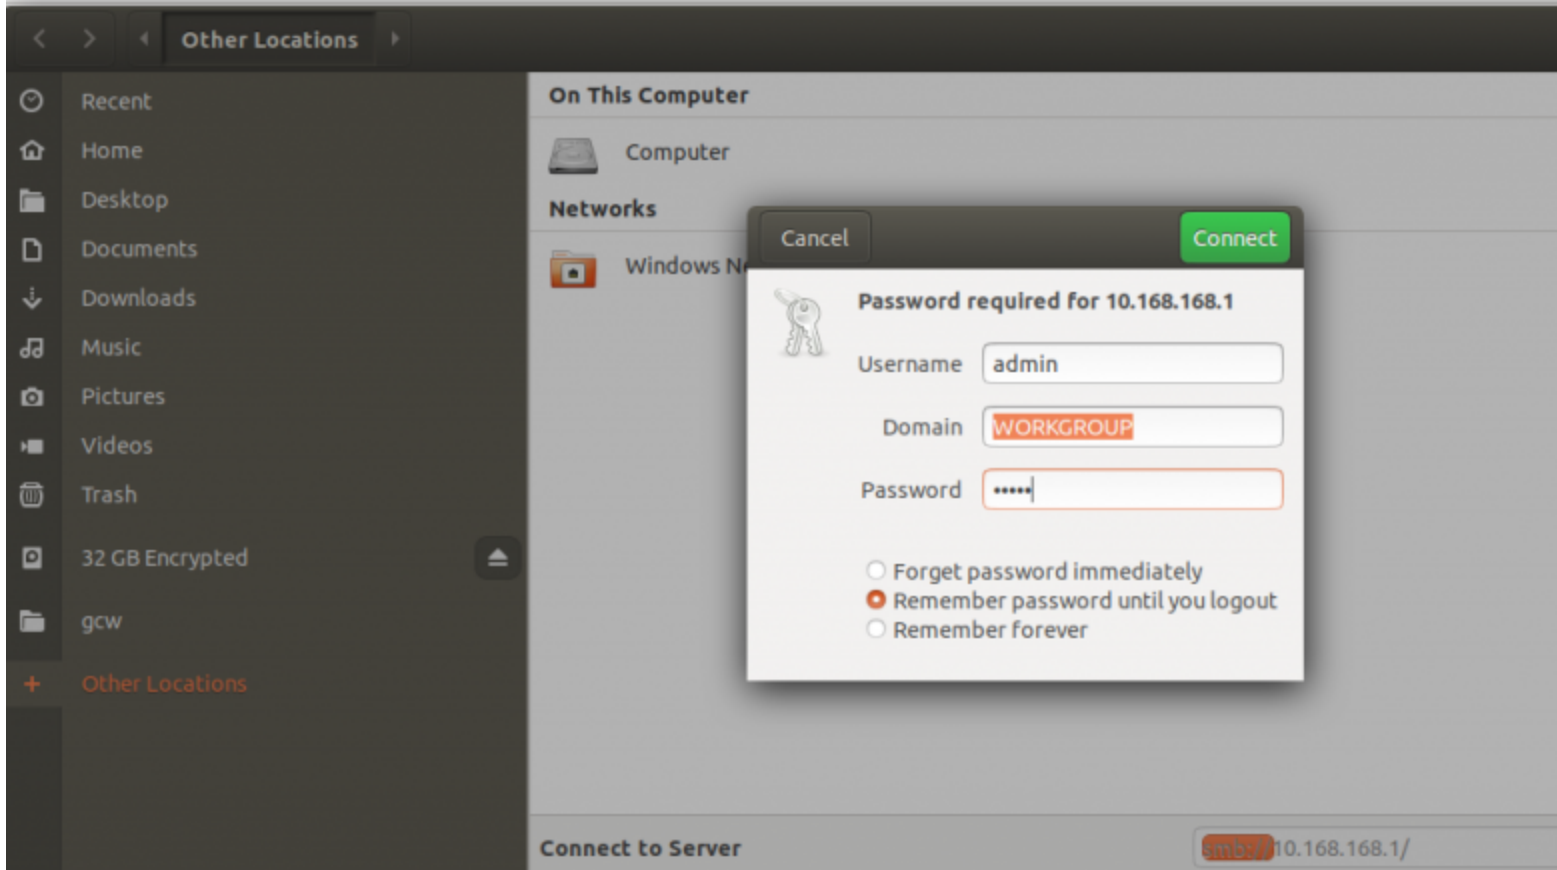 Other Locations
Recent
Home
Desktop
Documents
Downloads
Music
Pictures
Videos
Trash
32 GB Encrypted
gcw
Other Locations
On This Computer
Computer
Networks
Windows Ne
Cancel
Connect
Password required for 10.168.168.1
Username admin
Domain WORKGROUP
Password •••••
Forget password immediately
Remember password until you logout
Remember forever
Connect to Server
smb://10.168.168.1/